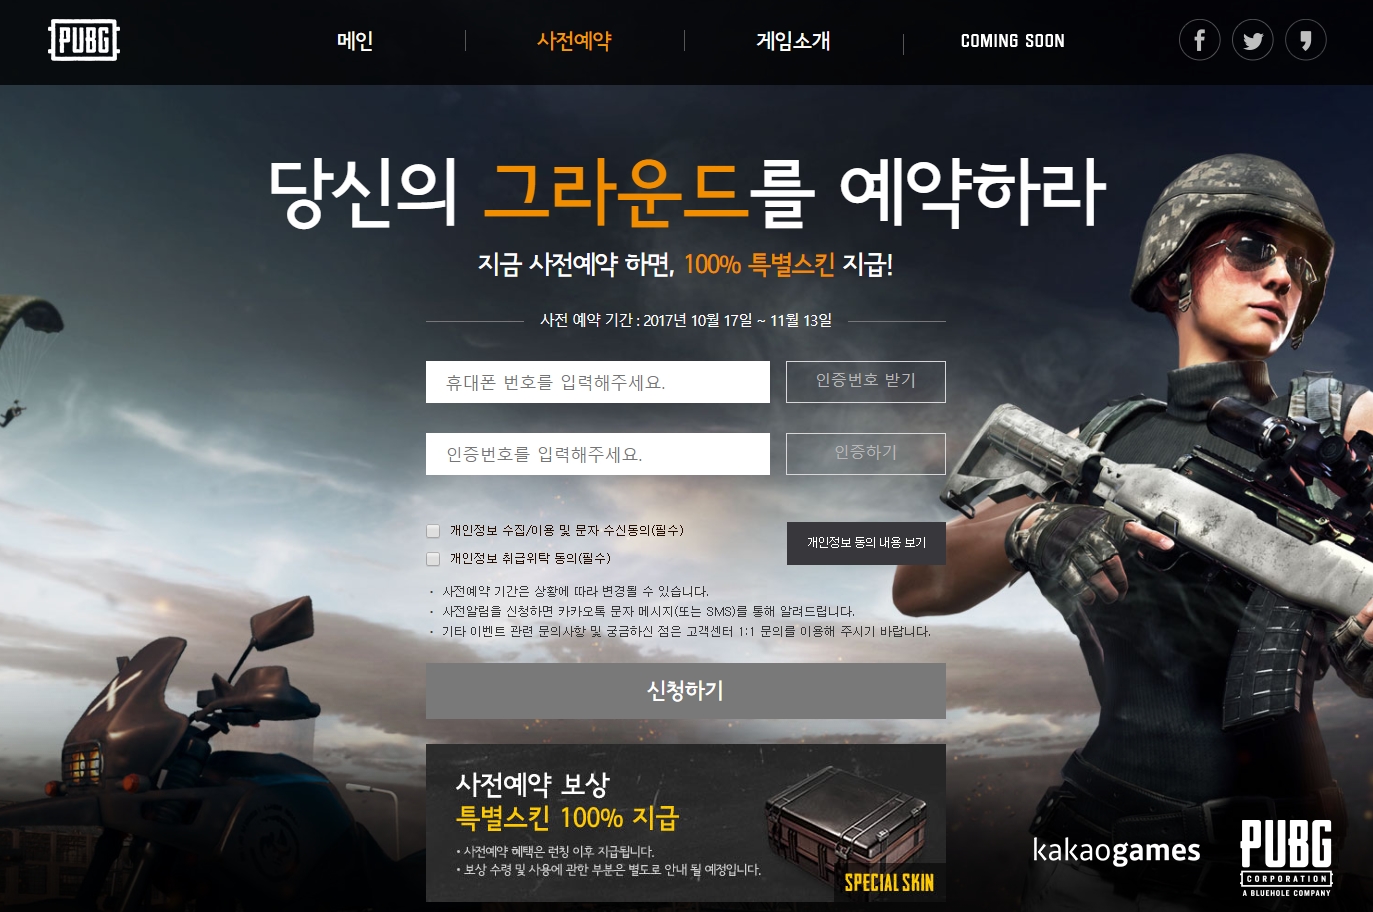 PUBG
메인
사전예약
게임소개
COMING SOON
당신의 그라운드를 예약하라
지금 사전예약 하면, 100% 특별스킨 지급!
사전 예약 기간 : 2017년 10월 17일 ~ 11월 13일
휴대폰 번호를 입력해주세요.
인증번호 받기
인증번호를 입력해주세요.
인증하기
개인정보 수집/이용 및 문자 수신동의(필수)
개인정보 취급위탁 동의(필수)
개인정보 동의 내용 보기
· 사전예약 기간은 상황에 따라 변경될 수 있습니다.
· 사전알림을 신청하면 카카오톡 문자 메시지(또는 SMS)를 통해 알려드립니다.
· 기타 이벤트 관련 문의사항 및 궁금하신 점은 고객센터 1:1 문의를 이용해 주시기 바랍니다.
신청하기
사전예약 보상
특별스킨 100% 지급
• 사전예약 혜택은 런칭 이후 지급됩니다.
• 보상 수령 및 사용에 관한 부분은 별도로 안내 될 예정입니다.
SPECIAL SKIN
kakaogames
PUBG
CORPORATION
A BLUEHOLE COMPANY